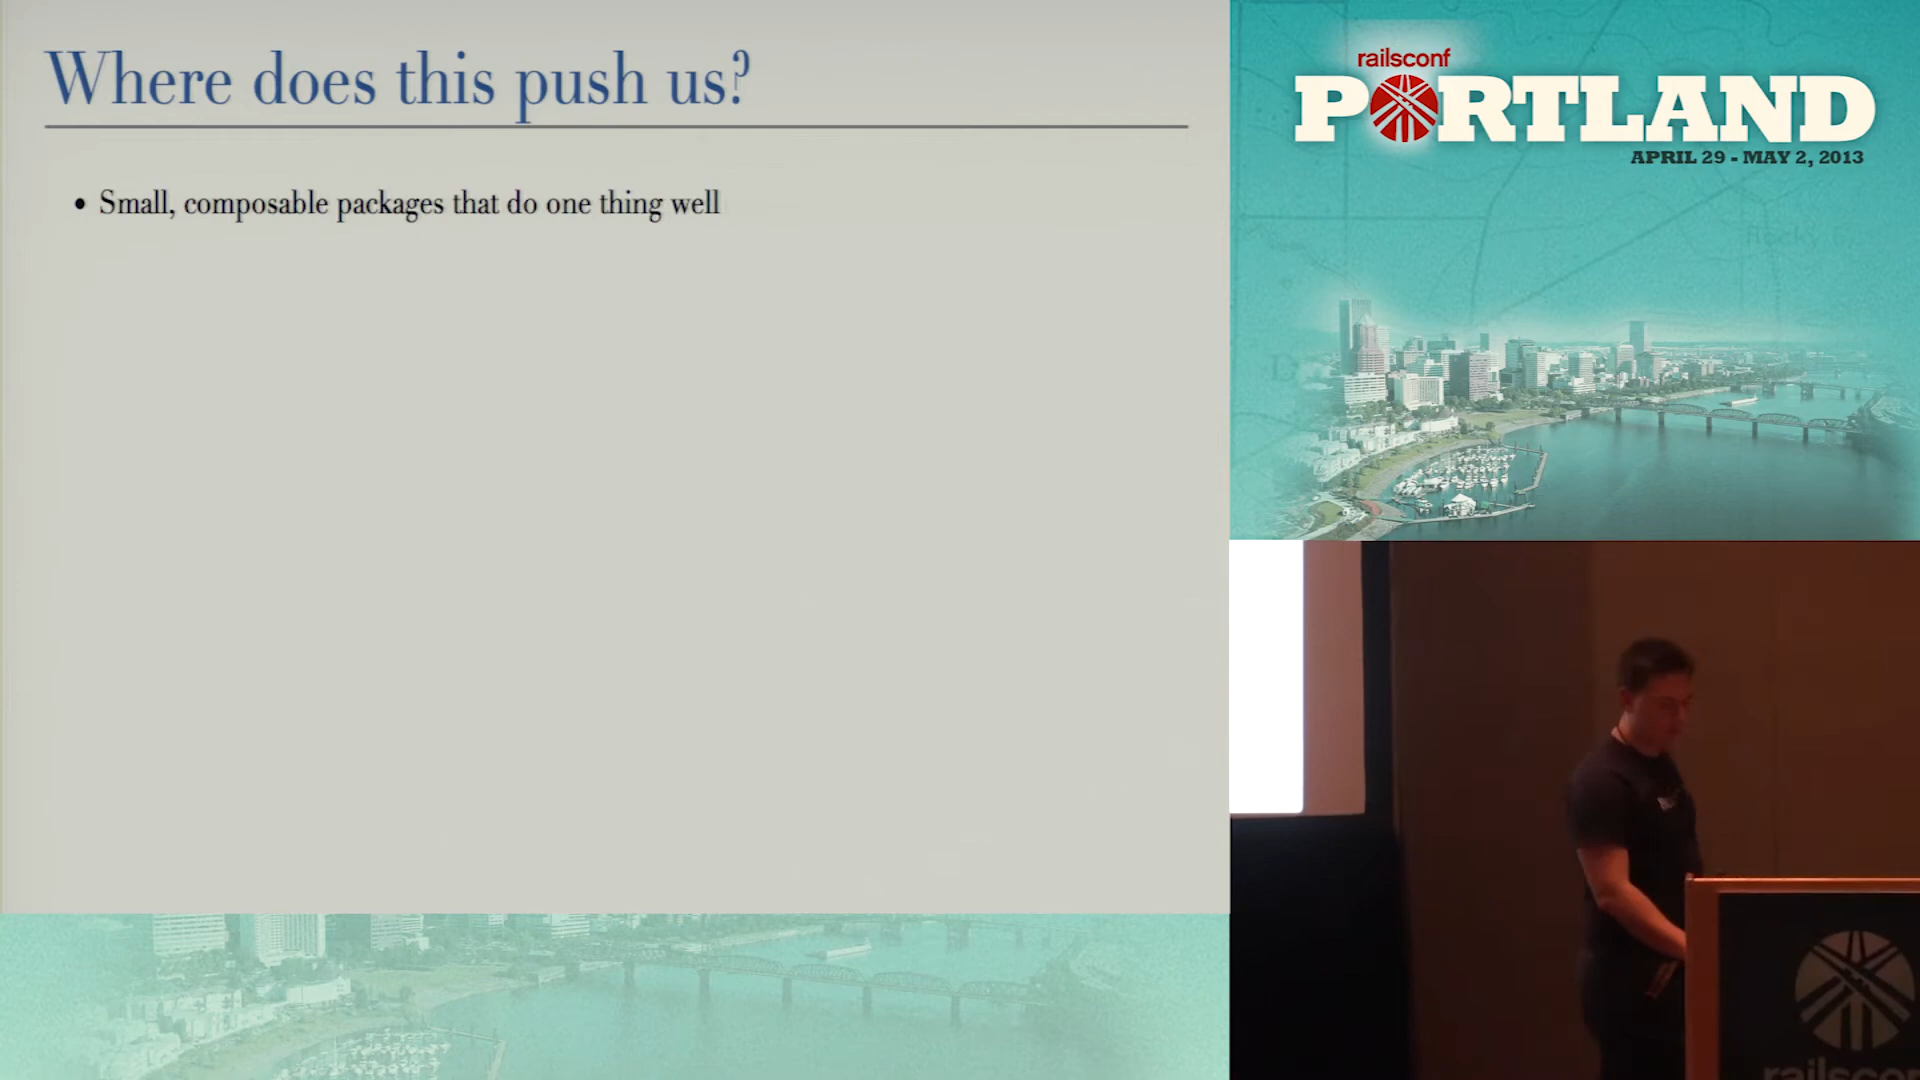 Where does this push us?
• Small, composable packages that do one thing well
railsconf
PORTLAND
APRIL 29 - MAY 2, 2013